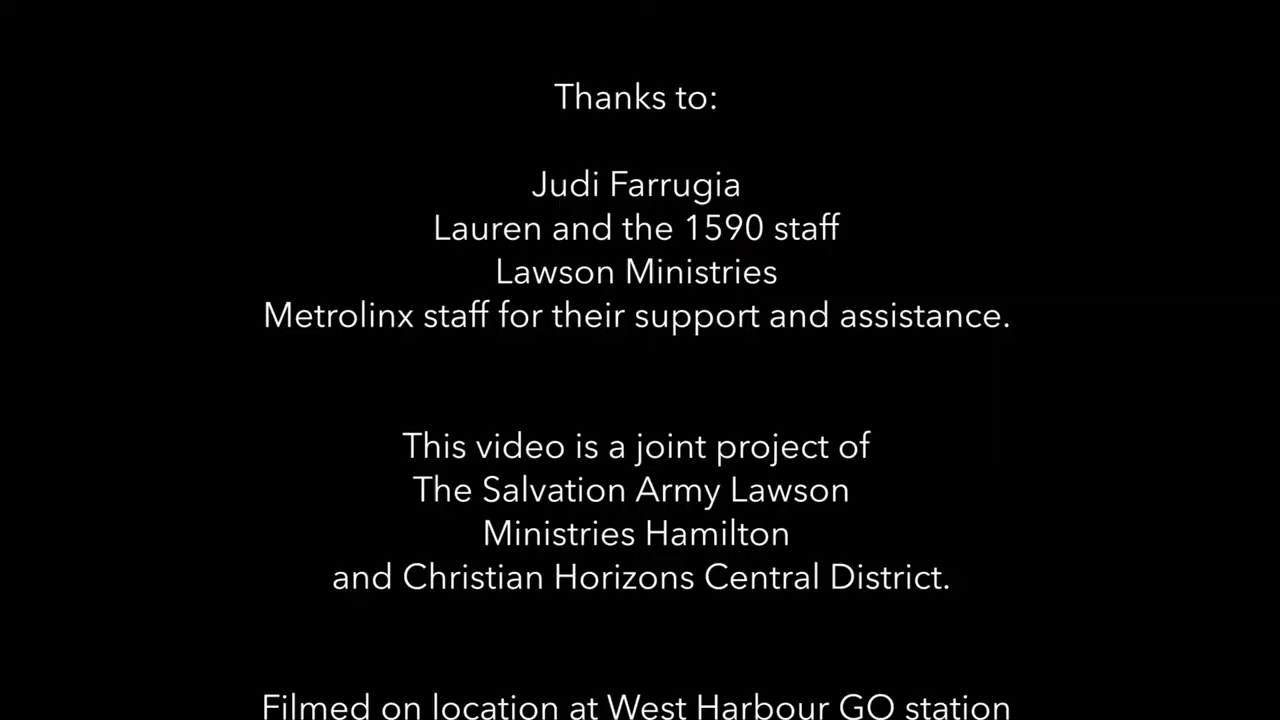 Thanks to:
Judi Farrugia
Lauren and the 1590 staff
Lawson Ministries
Metrolinx staff for their support and assistance.
This video is a joint project of
The Salvation Army Lawson
Ministries Hamilton
and Christian Horizons Central District.
Filmed on location at West Harbour GO station